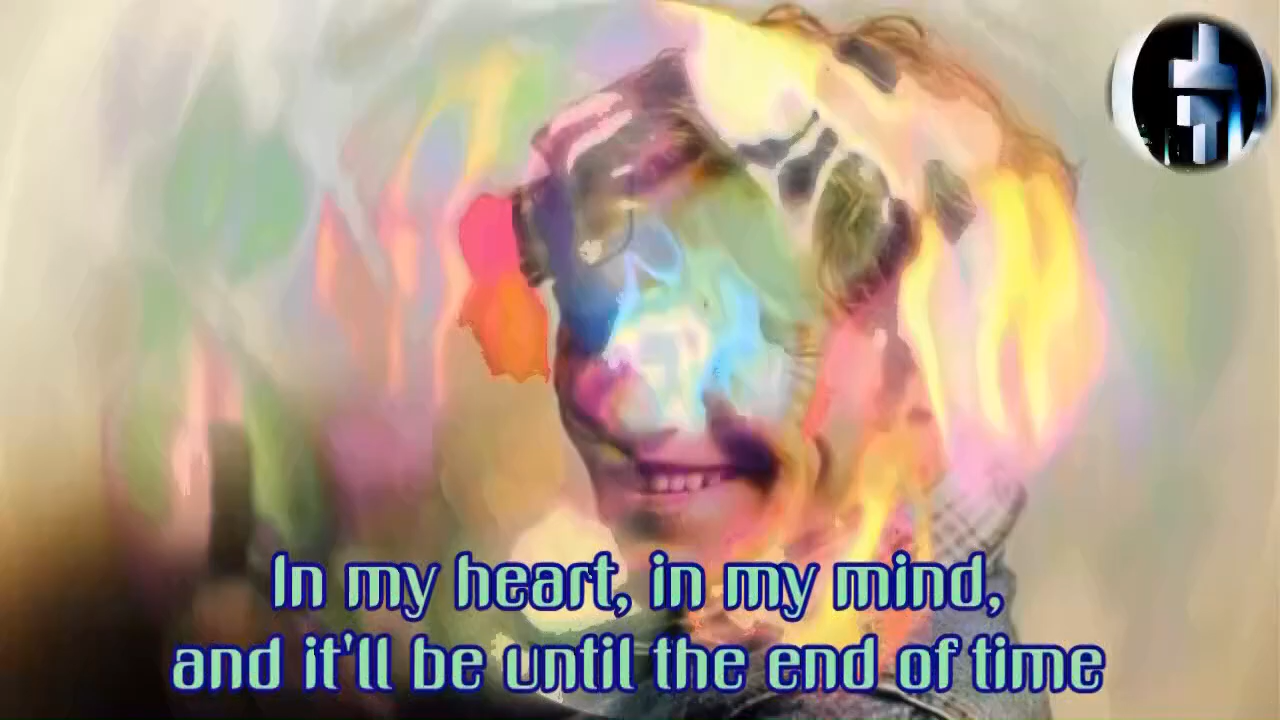 In my heart, in my mind,
and it'll be until the end of time